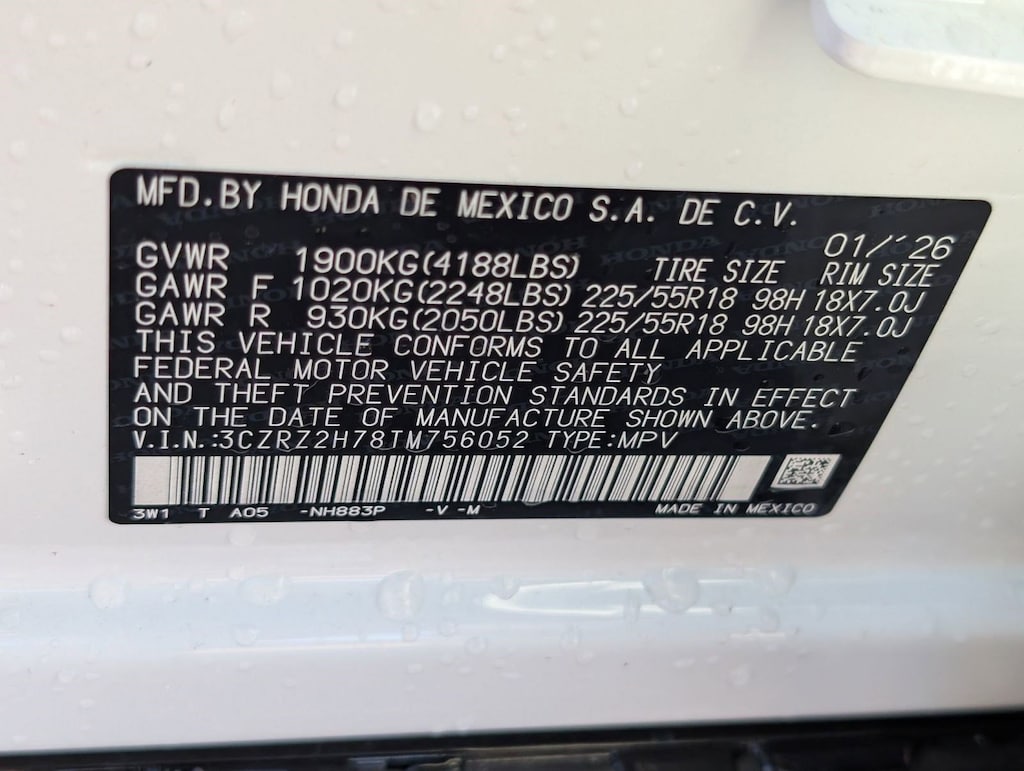 MFD.BY HONDA DE MEXICO S.A. DE C.V.
01/'26
GVWR 1900KG(4188LBS) TIRE SIZE RIM SIZE
GAWR F 1020KG(2248LBS) 225/55R18 98H 18X7.0J
GAWR R 930KG(2050LBS) 225/55R18 98H 18X7.0J
THIS VEHICLE CONFORMS TO ALL APPLICABLE
FEDERAL MOTOR VEHICLE SAFETY
AND THEFT PREVENTION STANDARDS IN EFFECT
ON THE DATE OF MANUFACTURE SHOWN ABOVE.
V.I.N.:3CZRZ2H78TM756052 TYPE:MPV
3W1 T A05 -NH883P -V -M MADE IN MEXICO